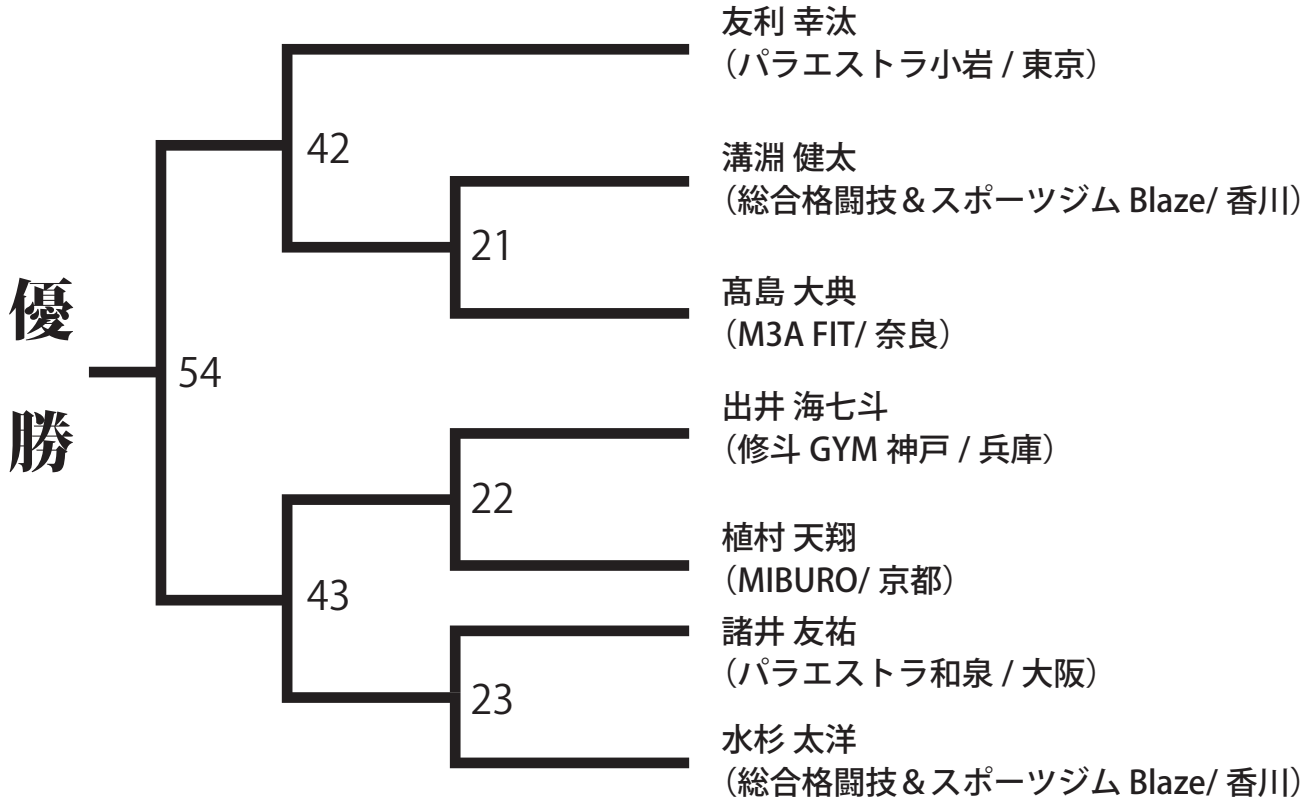 友利 幸汰
（パラエストラ小岩 / 東京）
42
溝淵 健太
（総合格闘技＆スポーツジム Blaze/ 香川）
21
髙島 大典
（M3A FIT/ 奈良）
優勝
54
出井 海七斗
（修斗 GYM 神戸 / 兵庫）
22
植村 天翔
（MIBURO/ 京都）
43
諸井 友祐
（パラエストラ和泉 / 大阪）
23
水杉 太洋
（総合格闘技＆スポーツジム Blaze/ 香川）